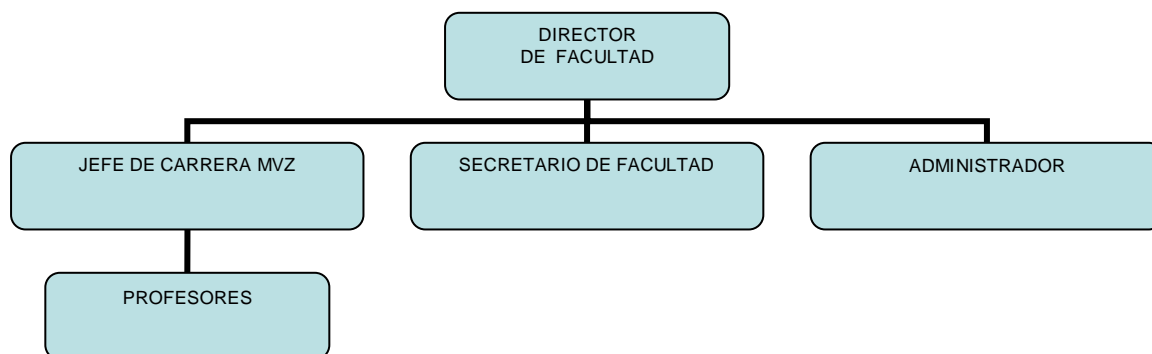 DIRECTOR
DE FACULTAD
JEFE DE CARRERA MVZ
SECRETARIO DE FACULTAD
ADMINISTRADOR
PROFESORES